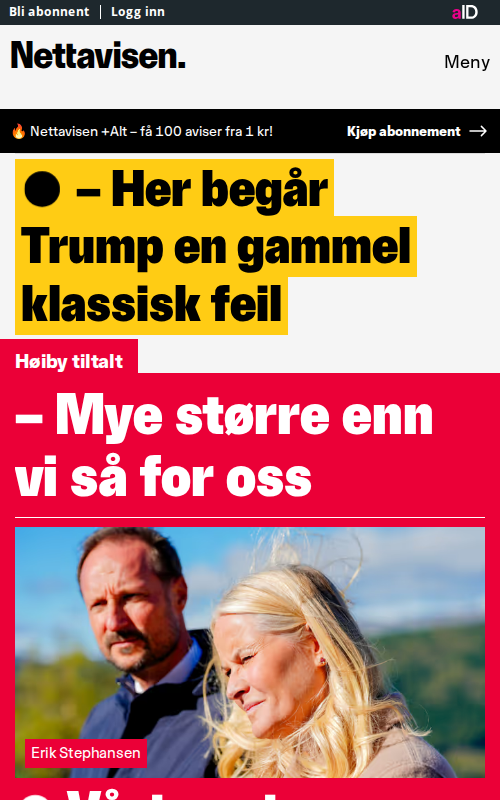 Bli abonnent | Logg inn
aID
Nettavisen.
Meny
🔥 Nettavisen +Alt – få 100 aviser fra 1 kr!
Kjøp abonnement →
– Her begår
Trump en gammel
klassisk feil
Høiby tiltalt
– Mye større enn
vi så for oss
Erik Stephansen